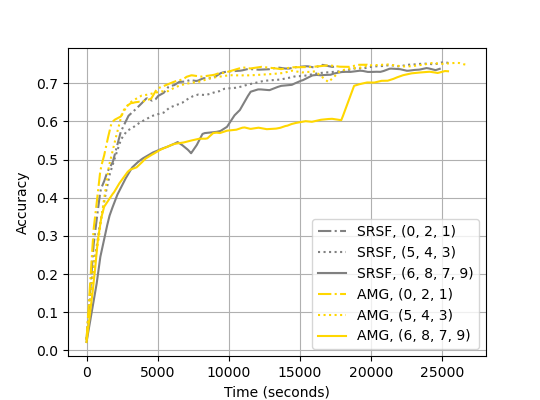 0.7
0.6
0.5
0.4
0.3
0.2
0.1
0.0
Accuracy
SRSF, (0, 2, 1)
SRSF, (5, 4, 3)
SRSF, (6, 8, 7, 9)
AMG, (0, 2, 1)
AMG, (5, 4, 3)
AMG, (6, 8, 7, 9)
0 5000 10000 15000 20000 25000
Time (seconds)